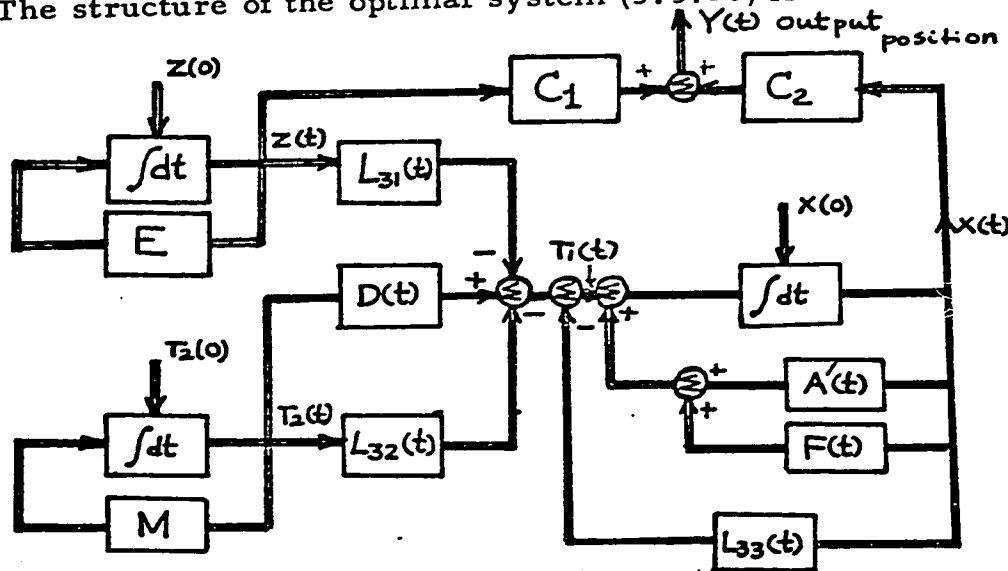 The structure of the optimal system
Y(t) output position
Z(0)
C₁
C₂
∫dt
Z(t)
L₃₁(t)
E
X(0)
X(t)
T₁(t)
D(t)
∫dt
T₂(0)
A'(t)
∫dt
T₂(t)
L₃₂(t)
F(t)
M
L₃₃(t)